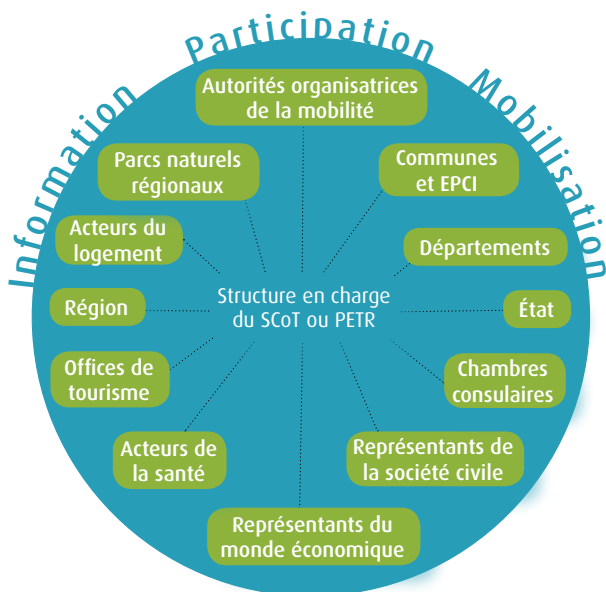 Information Participation Mobilisation
Autorités organisatrices
de la mobilité
Parcs naturels
régionaux
Communes
et EPCI
Acteurs du
logement
Départements
Structure en charge
du SCoT ou PETR
Région
État
Offices de
tourisme
Chambres
consulaires
Acteurs de
la santé
Représentants de
la société civile
Représentants du
monde économique